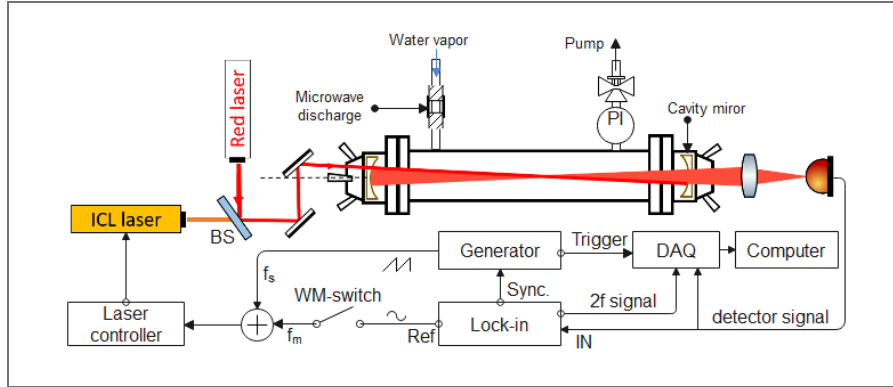 Water vapor
Pump
Red laser
Microwave
discharge
PI
Cavity miror
ICL laser
BS
Generator
Trigger
DAQ
Computer
fs
WM-switch
Sync.
2f signal
Laser
controller
fm
Ref
Lock-in
IN
detector signal